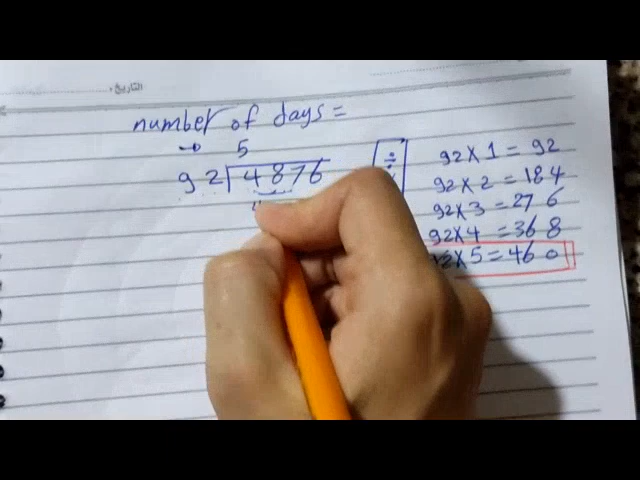 التاريخ:
number of days =
5
92 4876
÷
92 × 1 = 92
92 × 2 = 184
92 × 3 = 276
92 × 4 = 368
92 × 5 = 460